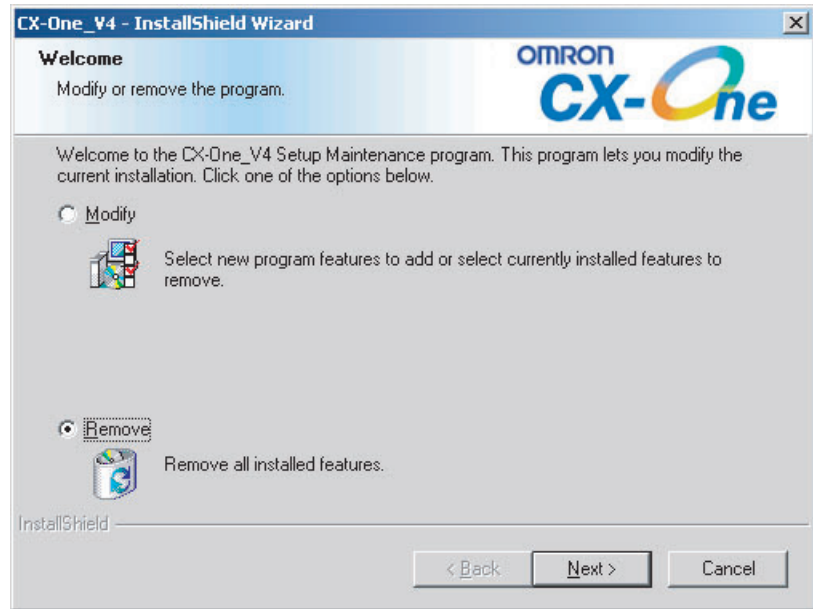 CX-One_V4 - InstallShield Wizard
Welcome
Modify or remove the program.
OMRON
CX-One
Welcome to the CX-One_V4 Setup Maintenance program. This program lets you modify the
current installation. Click one of the options below.
Modify
Select new program features to add or select currently installed features to
remove.
Remove
Remove all installed features.
InstallShield
< Back
Next >
Cancel